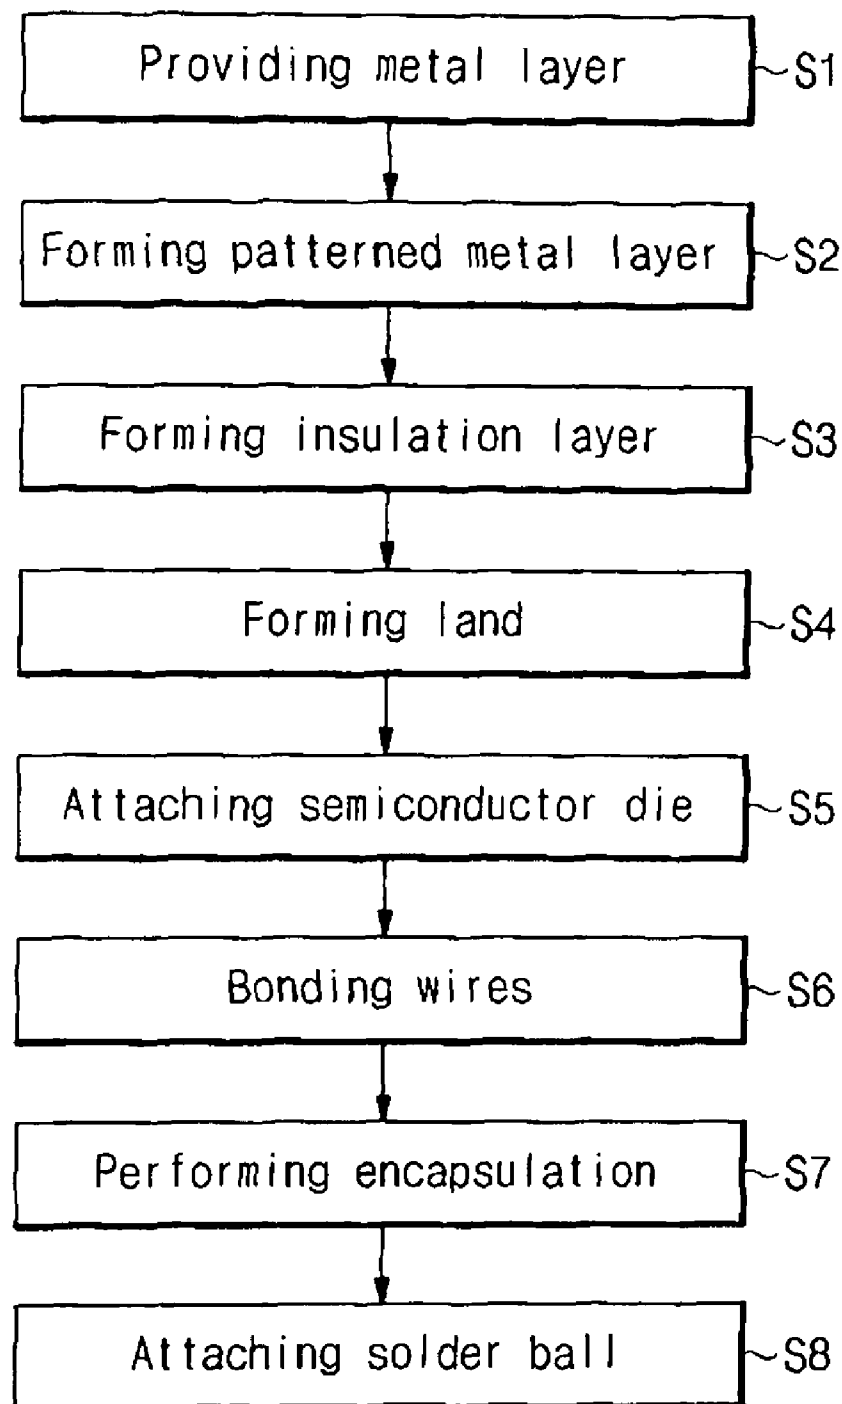 Providing metal layer S1
Forming patterned metal layer S2
Forming insulation layer S3
Forming land S4
Attaching semiconductor die S5
Bonding wires S6
Performing encapsulation S7
Attaching solder ball S8